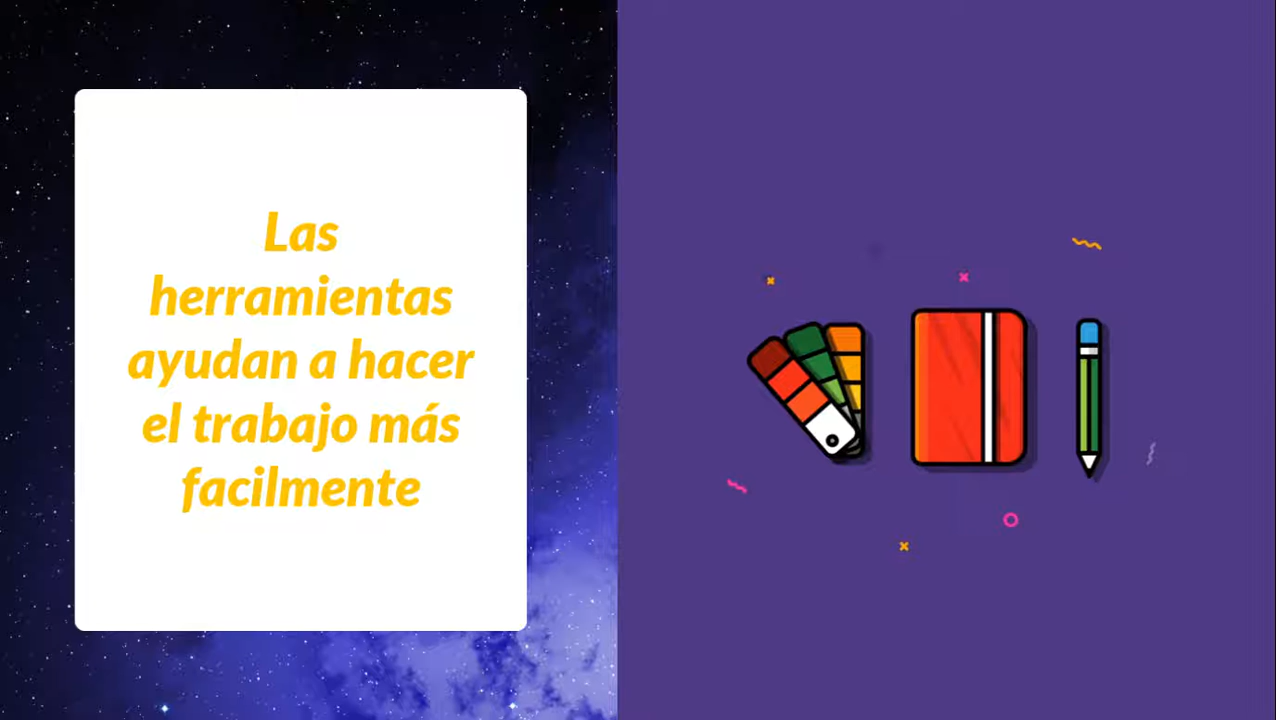 Las
herramientas
ayudan a hacer
el trabajo más
facilmente